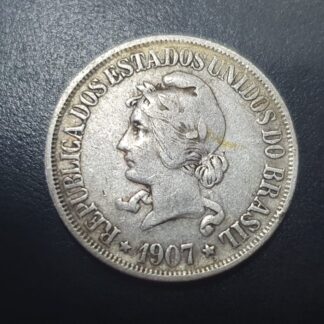 REPUBLICA DOS ESTADOS UNIDOS DO BRASIL
★ 1907 ★